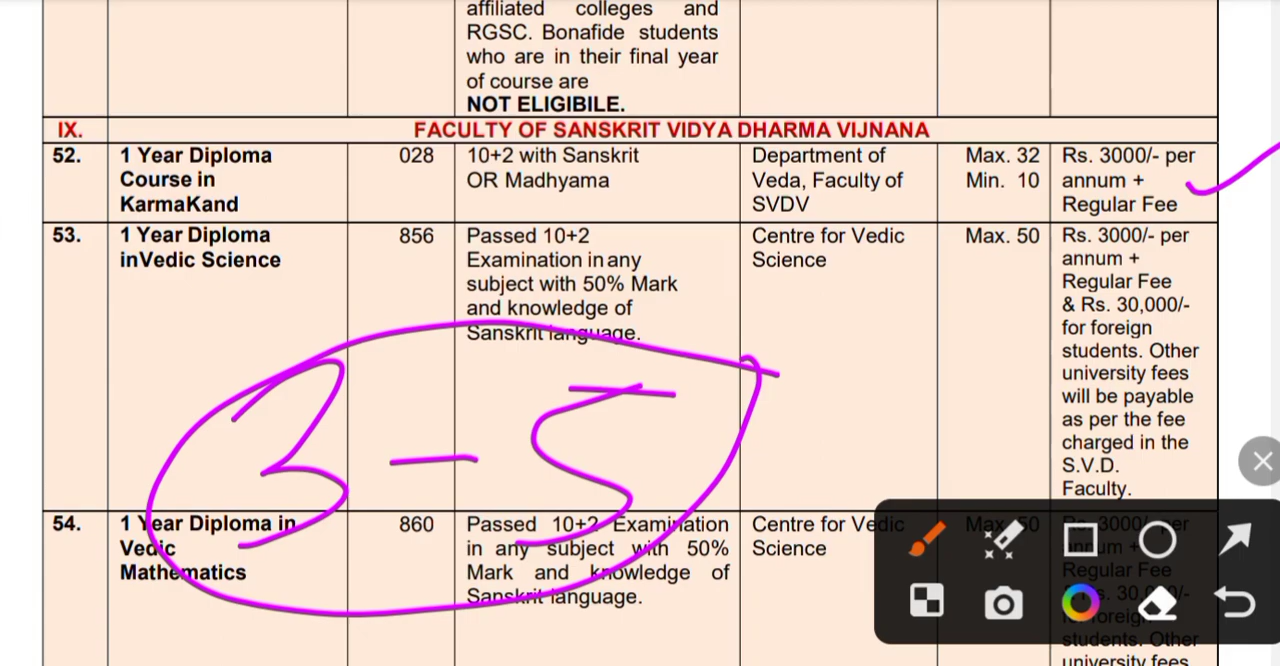 affiliated colleges and
RGSC. Bonafide students
who are in their final year
of course are
NOT ELIGIBILE.
IX. FACULTY OF SANSKRIT VIDYA DHARMA VIJNANA
52. 1 Year Diploma
Course in
KarmaKand
028
10+2 with Sanskrit
OR Madhyama
Department of
Veda, Faculty of
SVDV
Max. 32
Min. 10
Rs. 3000/- per
annum +
Regular Fee
53. 1 Year Diploma
inVedic Science
856
Passed 10+2
Examination in any
subject with 50% Mark
and knowledge of
Sanskrit language.
Centre for Vedic
Science
Max. 50
Rs. 3000/- per
annum +
Regular Fee
& Rs. 30,000/-
for foreign
students. Other
university fees
will be payable
as per the fee
charged in the
S.V.D.
Faculty.
3 - 5
54. 1 Year Diploma in
Vedic
Mathematics
860
Passed 10+2 Examination
in any subject with 50%
Mark and knowledge of
Sanskrit language.
Centre for Vedic
Science
Max. 50
Rs. 3000/- per
annum +
Regular Fee
students. Other
university fees